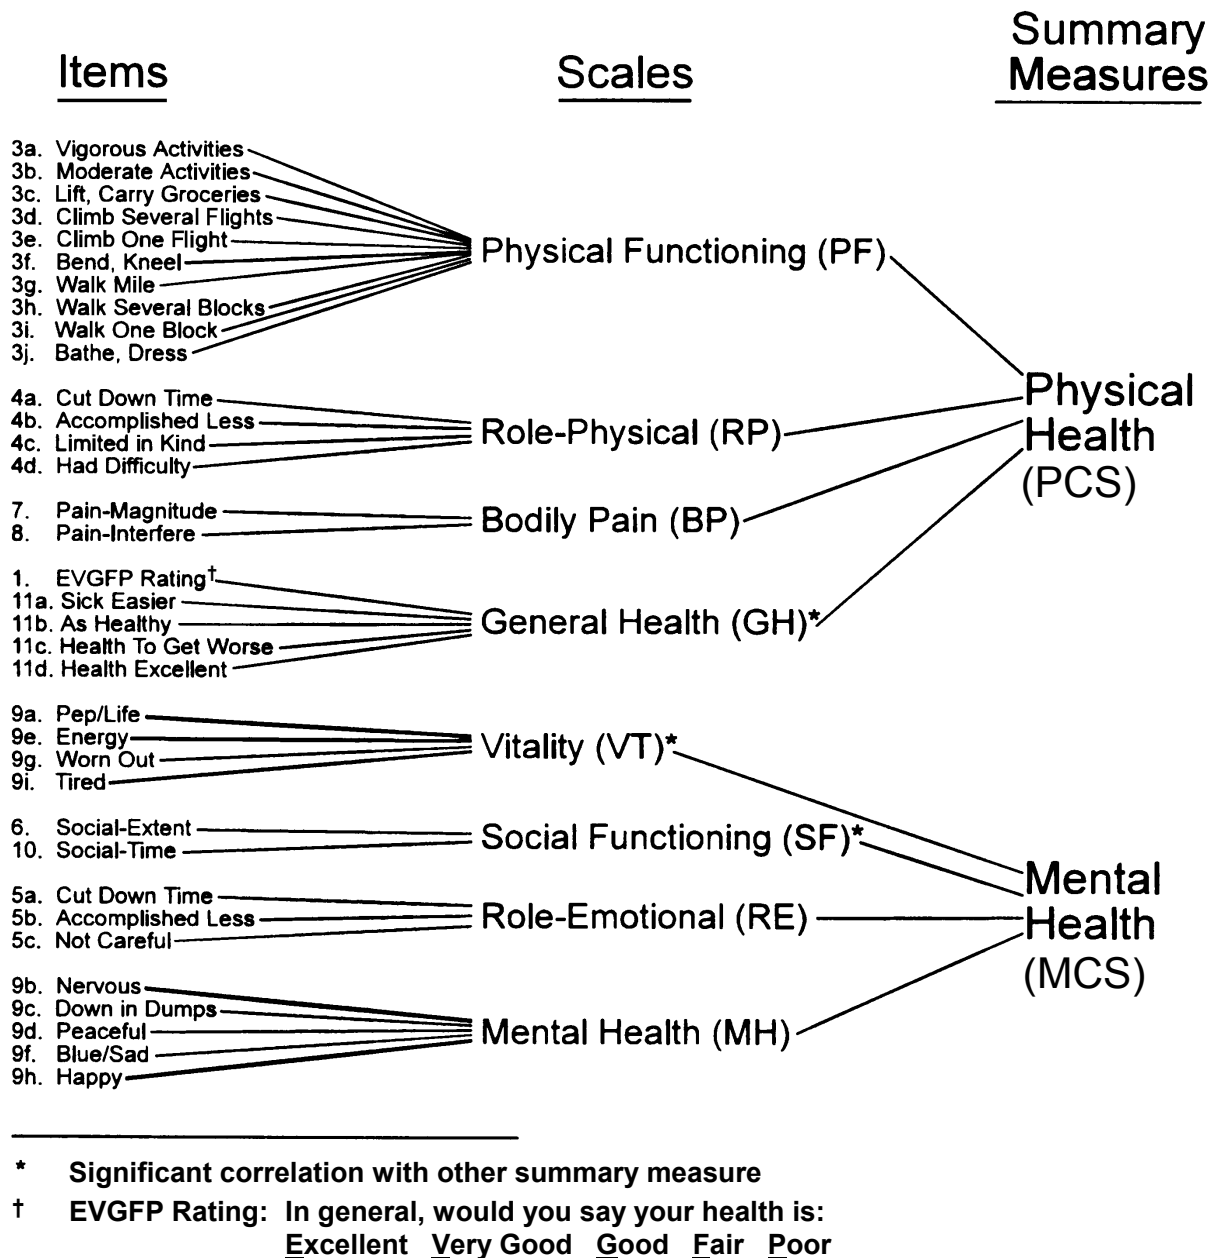 Items
Scales
Summary
Measures
3a. Vigorous Activities
3b. Moderate Activities
3c. Lift, Carry Groceries
3d. Climb Several Flights
3e. Climb One Flight
3f. Bend, Kneel
3g. Walk Mile
3h. Walk Several Blocks
3i. Walk One Block
3j. Bathe, Dress
Physical Functioning (PF)
4a. Cut Down Time
4b. Accomplished Less
4c. Limited in Kind
4d. Had Difficulty
Role-Physical (RP)
7. Pain-Magnitude
8. Pain-Interfere
Bodily Pain (BP)
1. EVGFP Rating†
11a. Sick Easier
11b. As Healthy
11c. Health To Get Worse
11d. Health Excellent
General Health (GH)*
Physical
Health
(PCS)
9a. Pep/Life
9e. Energy
9g. Worn Out
9i. Tired
Vitality (VT)*
6. Social-Extent
10. Social-Time
Social Functioning (SF)*
5a. Cut Down Time
5b. Accomplished Less
5c. Not Careful
Role-Emotional (RE)
9b. Nervous
9c. Down in Dumps
9d. Peaceful
9f. Blue/Sad
9h. Happy
Mental Health (MH)
Mental
Health
(MCS)
* Significant correlation with other summary measure
† EVGFP Rating: In general, would you say your health is:
Excellent Very Good Good Fair Poor